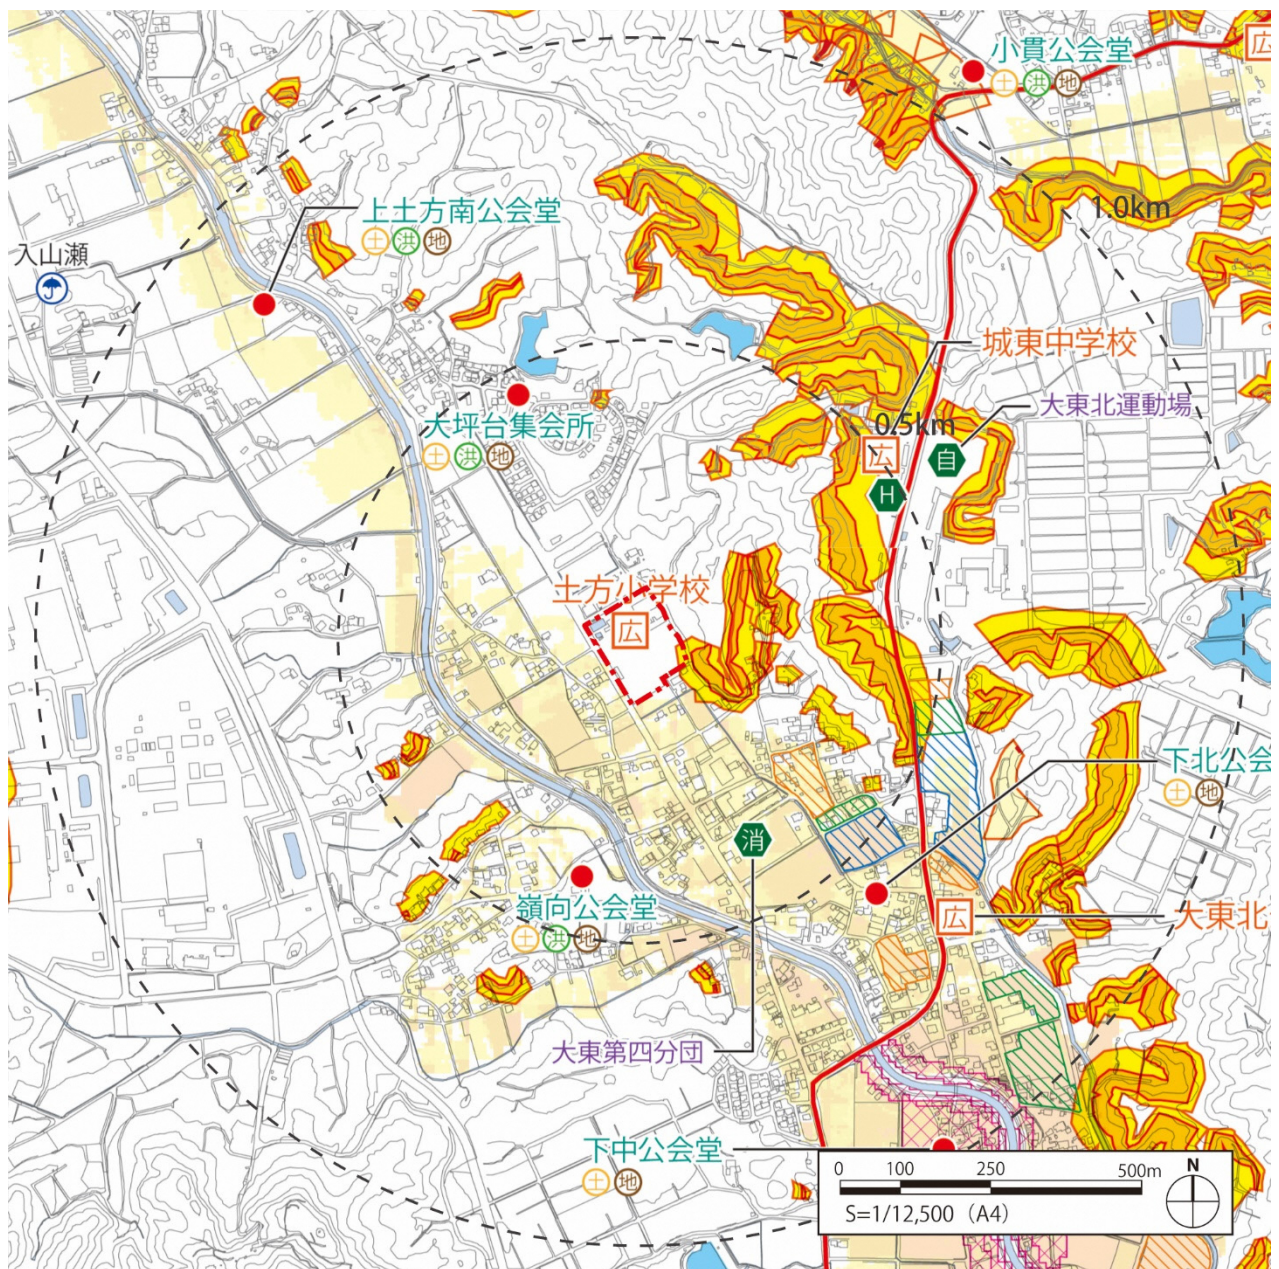 小貫公会堂
広
土 洪 地
上土方南公会堂
土 洪 地
1.0km
入山瀬
城東中学校
大東北運動場
0.5km
大坪台集会所
広
自
土 洪 地
H
土方小学校
広
下北公会
土 地
消
嶺向公会堂
広
大東北
土 洪 地
大東第四分団
下中公会堂
土 地
0 100 250 500m
N
S=1/12,500（A4）